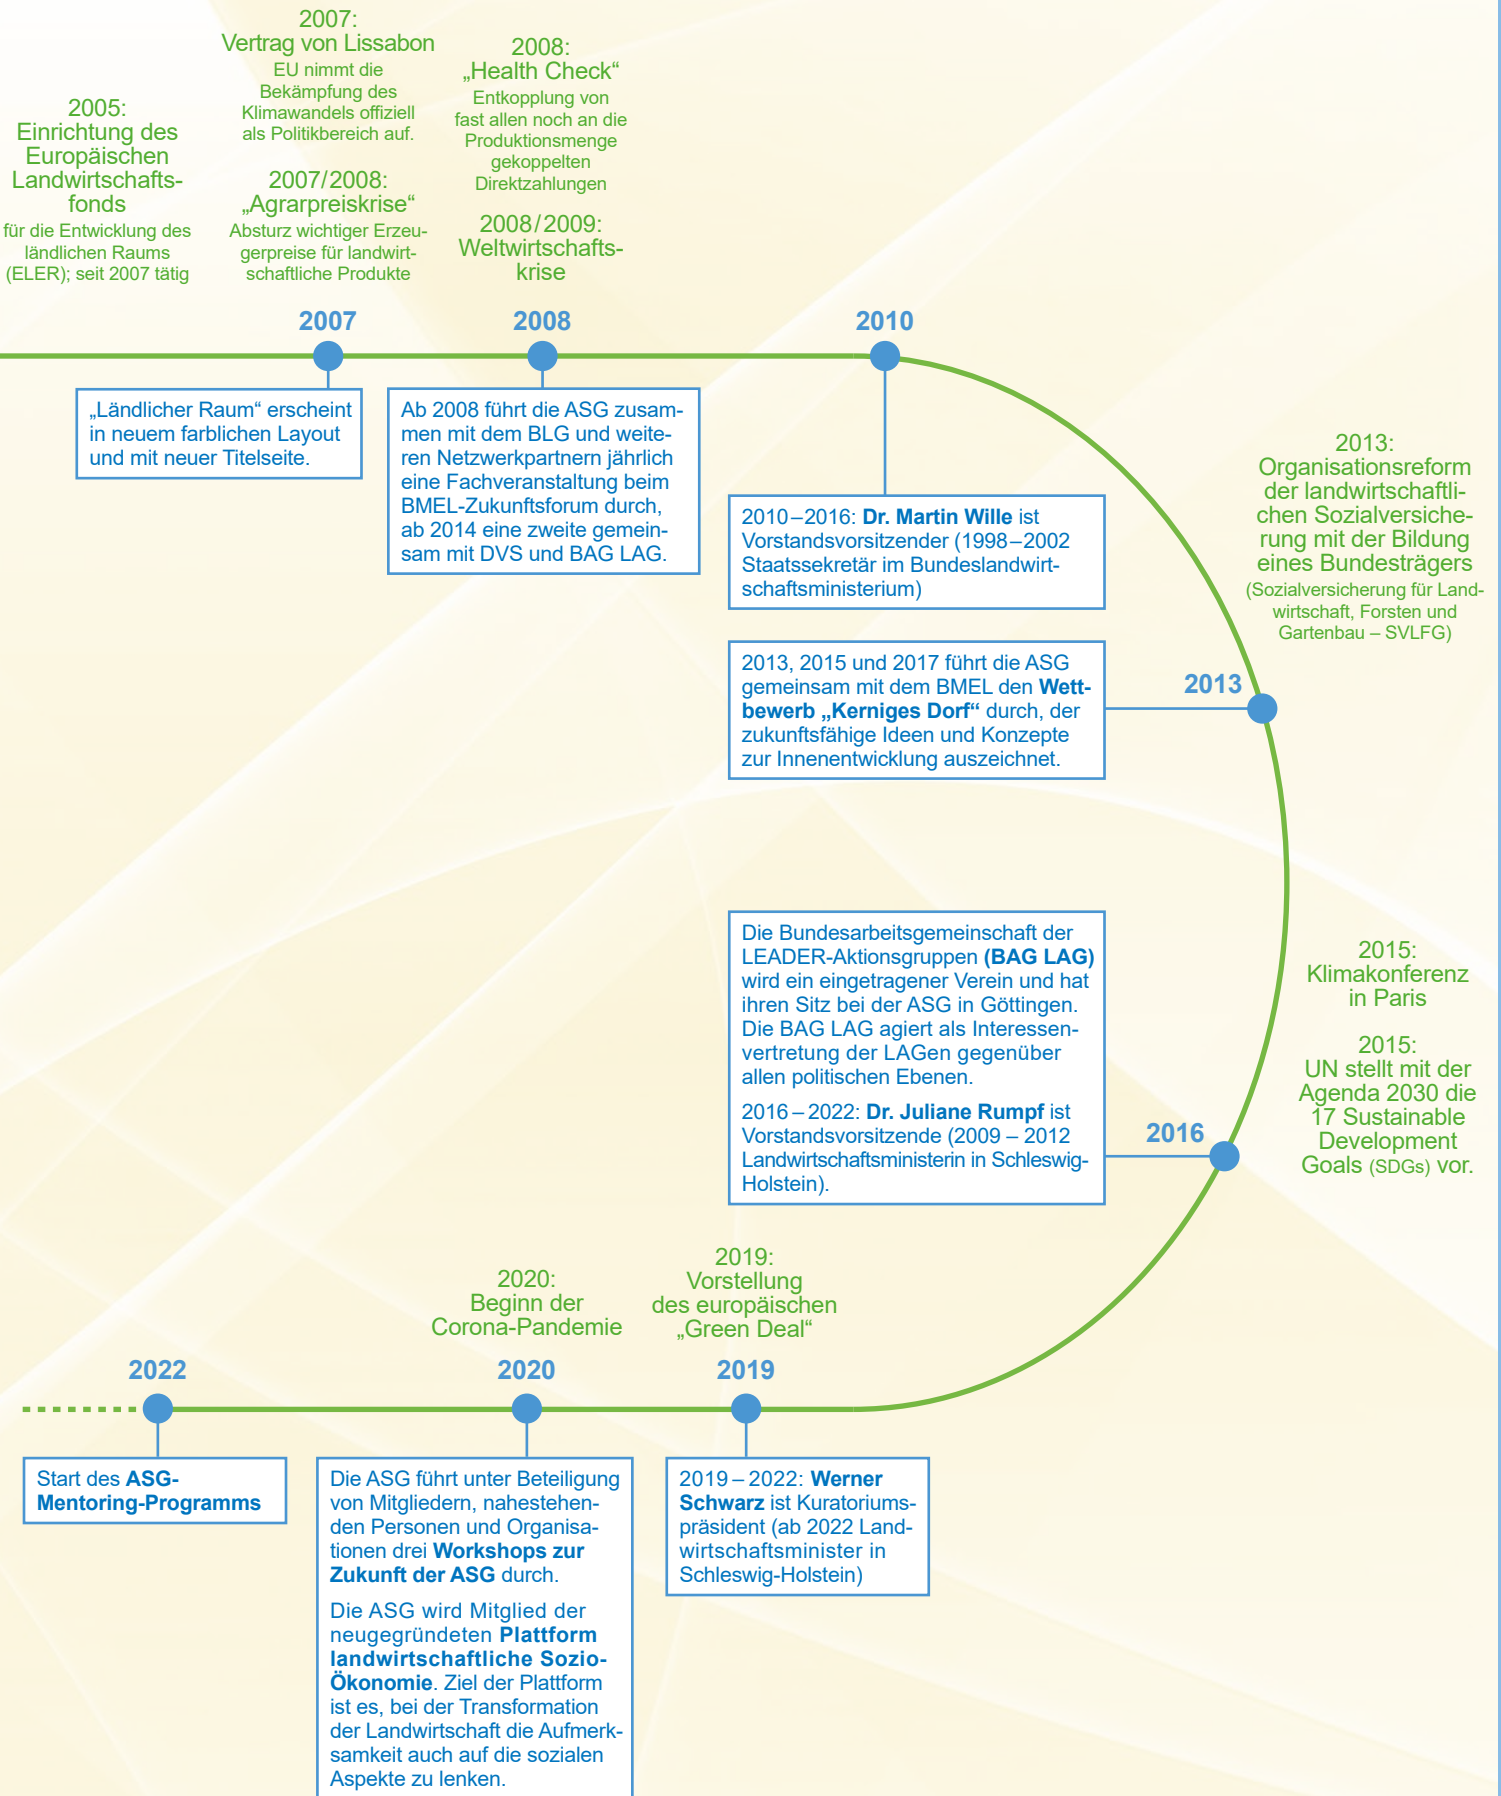 2005:
Einrichtung des
Europäischen
Landwirtschafts-
fonds
für die Entwicklung des
ländlichen Raums
(ELER); seit 2007 tätig
2007:
Vertrag von Lissabon
EU nimmt die
Bekämpfung des
Klimawandels offiziell
als Politikbereich auf.
2007/2008:
„Agrarpreiskrise“
Absturz wichtiger Erzeu-
gerpreise für landwirt-
schaftliche Produkte
2008:
„Health Check“
Entkopplung von
fast allen noch an die
Produktionsmenge
gekoppelten
Direktzahlungen
2008/2009:
Weltwirtschafts-
krise
2007
2008
2010
„Ländlicher Raum“ erscheint
in neuem farblichen Layout
und mit neuer Titelseite.
Ab 2008 führt die ASG zusam-
men mit dem BLG und weite-
ren Netzwerkpartnern jährlich
eine Fachveranstaltung beim
BMEL-Zukunftsforum durch,
ab 2014 eine zweite gemein-
sam mit DVS und BAG LAG.
2010–2016: Dr. Martin Wille ist
Vorstandsvorsitzender (1998–2002
Staatssekretär im Bundeslandwirt-
schaftsministerium)
2013:
Organisationsreform
der landwirtschaftli-
chen Sozialversiche-
rung mit der Bildung
eines Bundesträgers
(Sozialversicherung für Land-
wirtschaft, Forsten und
Gartenbau – SVLFG)
2013
2013, 2015 und 2017 führt die ASG
gemeinsam mit dem BMEL den Wett-
bewerb „Kerniges Dorf“ durch, der
zukunftsfähige Ideen und Konzepte
zur Innenentwicklung auszeichnet.
Die Bundesarbeitsgemeinschaft der
LEADER-Aktionsgruppen (BAG LAG)
wird ein eingetragener Verein und hat
ihren Sitz bei der ASG in Göttingen.
Die BAG LAG agiert als Interessen-
vertretung der LAGen gegenüber
allen politischen Ebenen.
2016 – 2022: Dr. Juliane Rumpf ist
Vorstandsvorsitzende (2009 – 2012
Landwirtschaftsministerin in Schleswig-
Holstein).
2016
2015:
Klimakonferenz
in Paris
2015:
UN stellt mit der
Agenda 2030 die
17 Sustainable
Development
Goals (SDGs) vor.
2019:
Vorstellung
des europäischen
„Green Deal“
2020:
Beginn der
Corona-Pandemie
2022
2020
2019
Start des ASG-
Mentoring-Programms
Die ASG führt unter Beteiligung
von Mitgliedern, nahestehen-
den Personen und Organisa-
tionen drei Workshops zur
Zukunft der ASG durch.
Die ASG wird Mitglied der
neugegründeten Plattform
landwirtschaftliche Sozio-
Ökonomie. Ziel der Plattform
ist es, bei der Transformation
der Landwirtschaft die Aufmerk-
samkeit auch auf die sozialen
Aspekte zu lenken.
2019 – 2022: Werner
Schwarz ist Kuratoriums-
präsident (ab 2022 Land-
wirtschaftsminister in
Schleswig-Holstein)